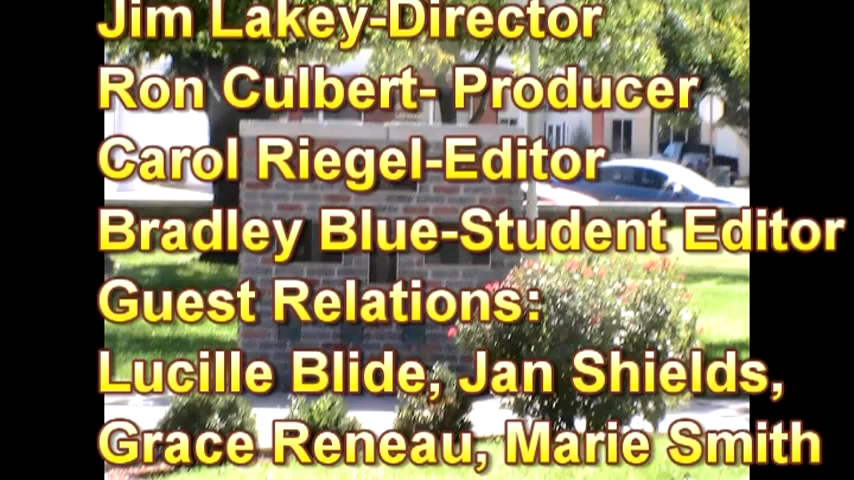 Jim Lakey-Director
Ron Culbert- Producer
Carol Riegel-Editor
Bradley Blue-Student Editor
Guest Relations:
Lucille Blide, Jan Shields,
Grace Reneau, Marie Smith